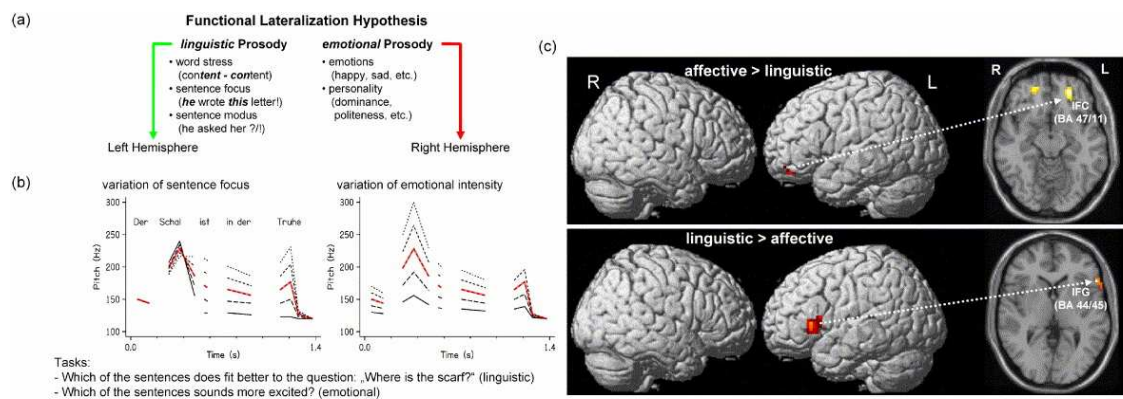 (a)
Functional Lateralization Hypothesis
linguistic Prosody
• word stress
(content - content)
• sentence focus
(he wrote this letter!)
• sentence modus
(he asked her ?/!)
Left Hemisphere
emotional Prosody
• emotions
(happy, sad, etc.)
• personality
(dominance,
politeness, etc.)
Right Hemisphere
(b)
variation of sentence focus
Der Schal ist in der Truhe
300
250
200
150
100
Pitch (Hz)
0.0 Time (s) 1.4
variation of emotional intensity
300
250
200
150
100
Pitch (Hz)
0.0 Time (s) 1.4
Tasks:
- Which of the sentences does fit better to the question: „Where is the scarf?“ (linguistic)
- Which of the sentences sounds more excited? (emotional)
(c)
affective > linguistic
R L
R L
IFC
(BA 47/11)
linguistic > affective
IFG
(BA 44/45)